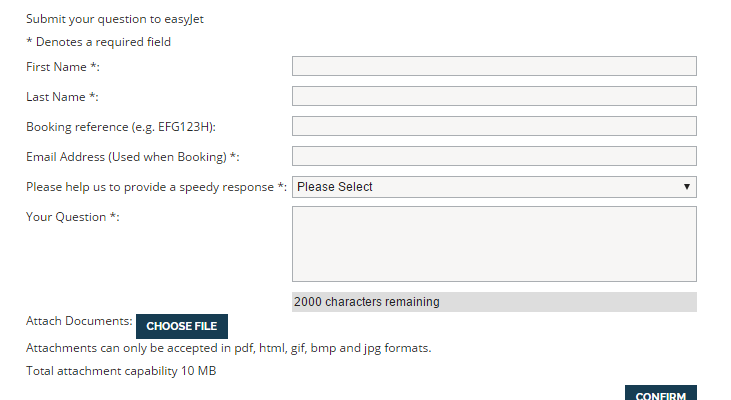 Submit your question to easyJet
* Denotes a required field
First Name *:
Last Name *:
Booking reference (e.g. EFG123H):
Email Address (Used when Booking) *:
Please help us to provide a speedy response *: Please Select
Your Question *:
2000 characters remaining
Attach Documents: CHOOSE FILE
Attachments can only be accepted in pdf, html, gif, bmp and jpg formats.
Total attachment capability 10 MB
CONFIRM